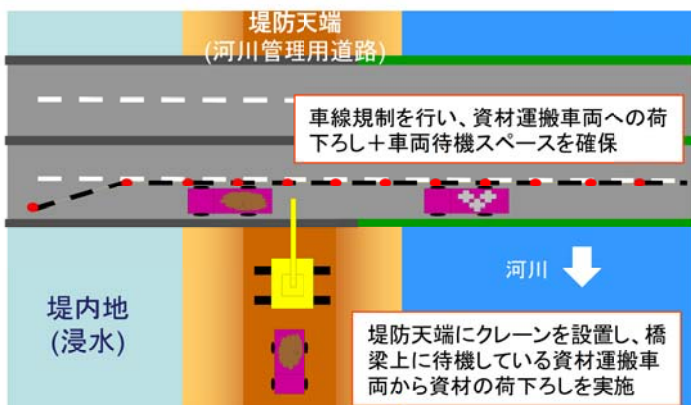 堤防天端
(河川管理用道路)
車線規制を行い、資材運搬車両への荷
下ろし＋車両待機スペースを確保
河川
堤内地
(浸水)
堤防天端にクレーンを設置し、橋
梁上に待機している資材運搬車
両から資材の荷下ろしを実施